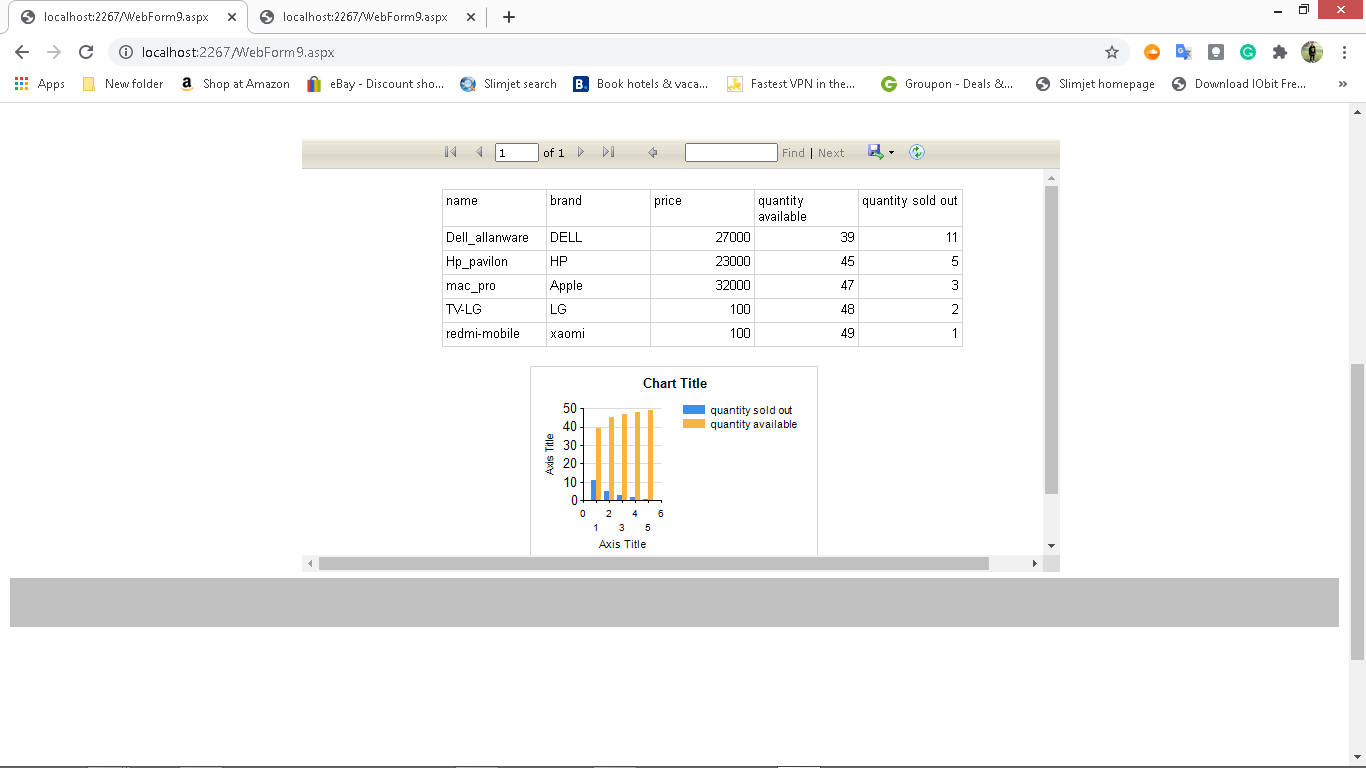 localhost:2267/WebForm9.aspx
localhost:2267/WebForm9.aspx
localhost:2267/WebForm9.aspx
Apps New folder Shop at Amazon eBay - Discount sho... Slimjet search Book hotels & vaca... Fastest VPN in the... Groupon - Deals &... Slimjet homepage Download IObit Fre... »
1 of 1 Find | Next
name brand price quantity available quantity sold out
Dell_allanware DELL 27000 39 11
Hp_pavilon HP 23000 45 5
mac_pro Apple 32000 47 3
TV-LG LG 100 48 2
redmi-mobile xaomi 100 49 1
Chart Title
quantity sold out
quantity available
Axis Title
50
40
30
20
10
0
0 2 4 6
1 3 5
Axis Title